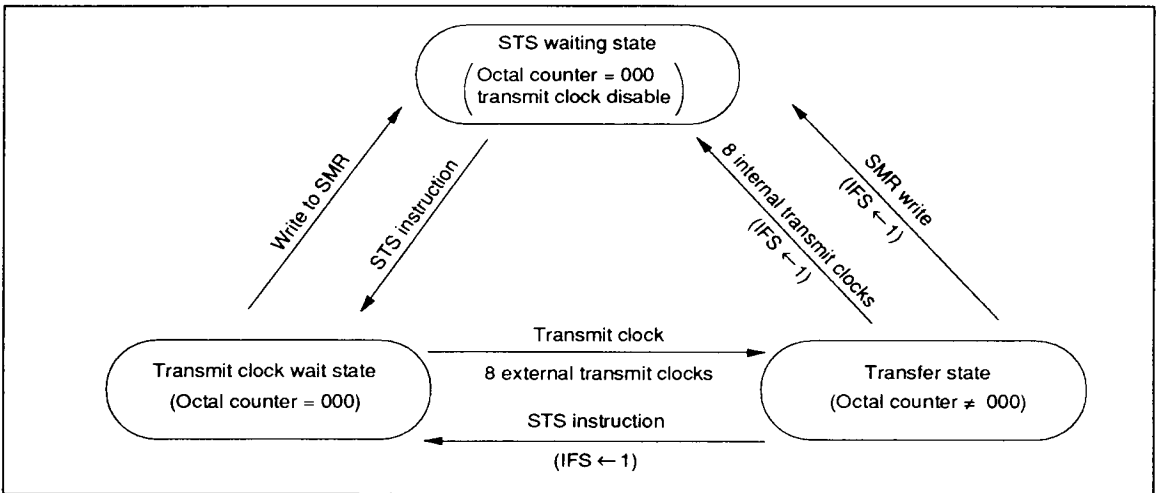 STS waiting state
Octal counter = 000
transmit clock disable
Write to SMR
STS instruction
8 internal transmit clocks
(IFS ← 1)
SMR write
(IFS ← 1)
Transmit clock wait state
(Octal counter = 000)
Transmit clock
8 external transmit clocks
STS instruction
(IFS ← 1)
Transfer state
(Octal counter ≠ 000)